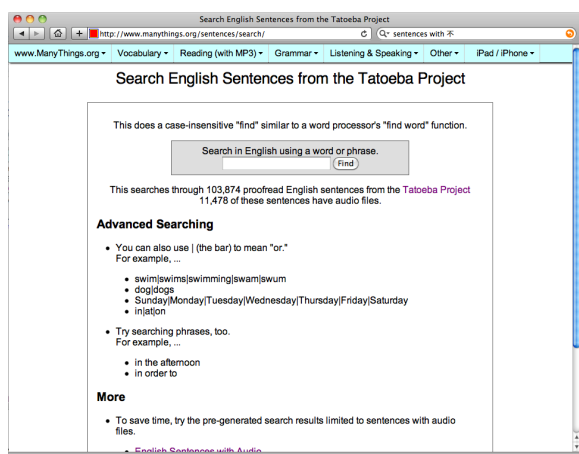 Search English Sentences from the Tatoeba Project
http://www.manythings.org/sentences/search/
sentences with 不
www.ManyThings.org
Vocabulary
Reading (with MP3)
Grammar
Listening & Speaking
Other
iPad / iPhone
Search English Sentences from the Tatoeba Project
This does a case-insensitive "find" similar to a word processor's "find word" function.
Search in English using a word or phrase.
Find
This searches through 103,874 proofread English sentences from the Tatoeba Project
11,478 of these sentences have audio files.
Advanced Searching
You can also use | (the bar) to mean "or."
For example, ...
swim|swims|swimming|swam|swum
dog|dogs
Sunday|Monday|Tuesday|Wednesday|Thursday|Friday|Saturday
in|at|on
Try searching phrases, too.
For example, ...
in the afternoon
in order to
More
To save time, try the pre-generated search results limited to sentences with audio
files.
English Sentences with Audio